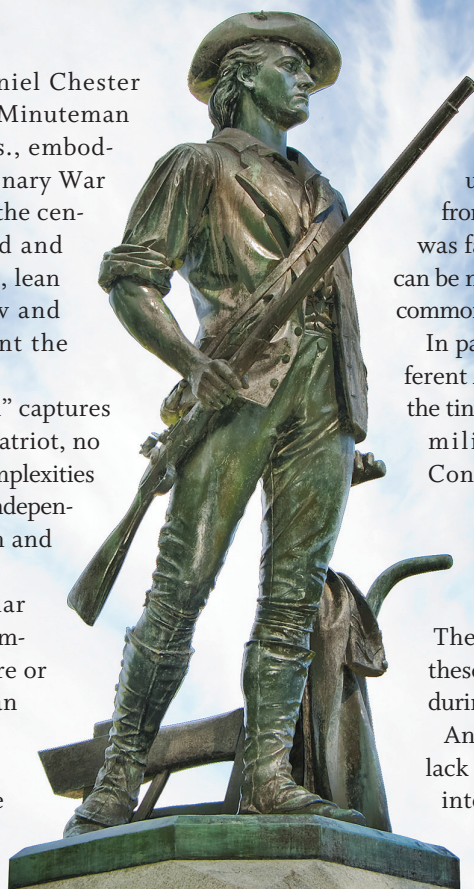 niel Chester
Minuteman
s., embod-
nary War
the cen-
d and
, lean
and
nt the
” captures
atriot, no
mplexities
ndepen-
n and
ar
m-
re or
an
e
u
fro
was fa
can be
commo
In pa
ferent
the tin
mili
Con
The
these
durin
An
lack
into